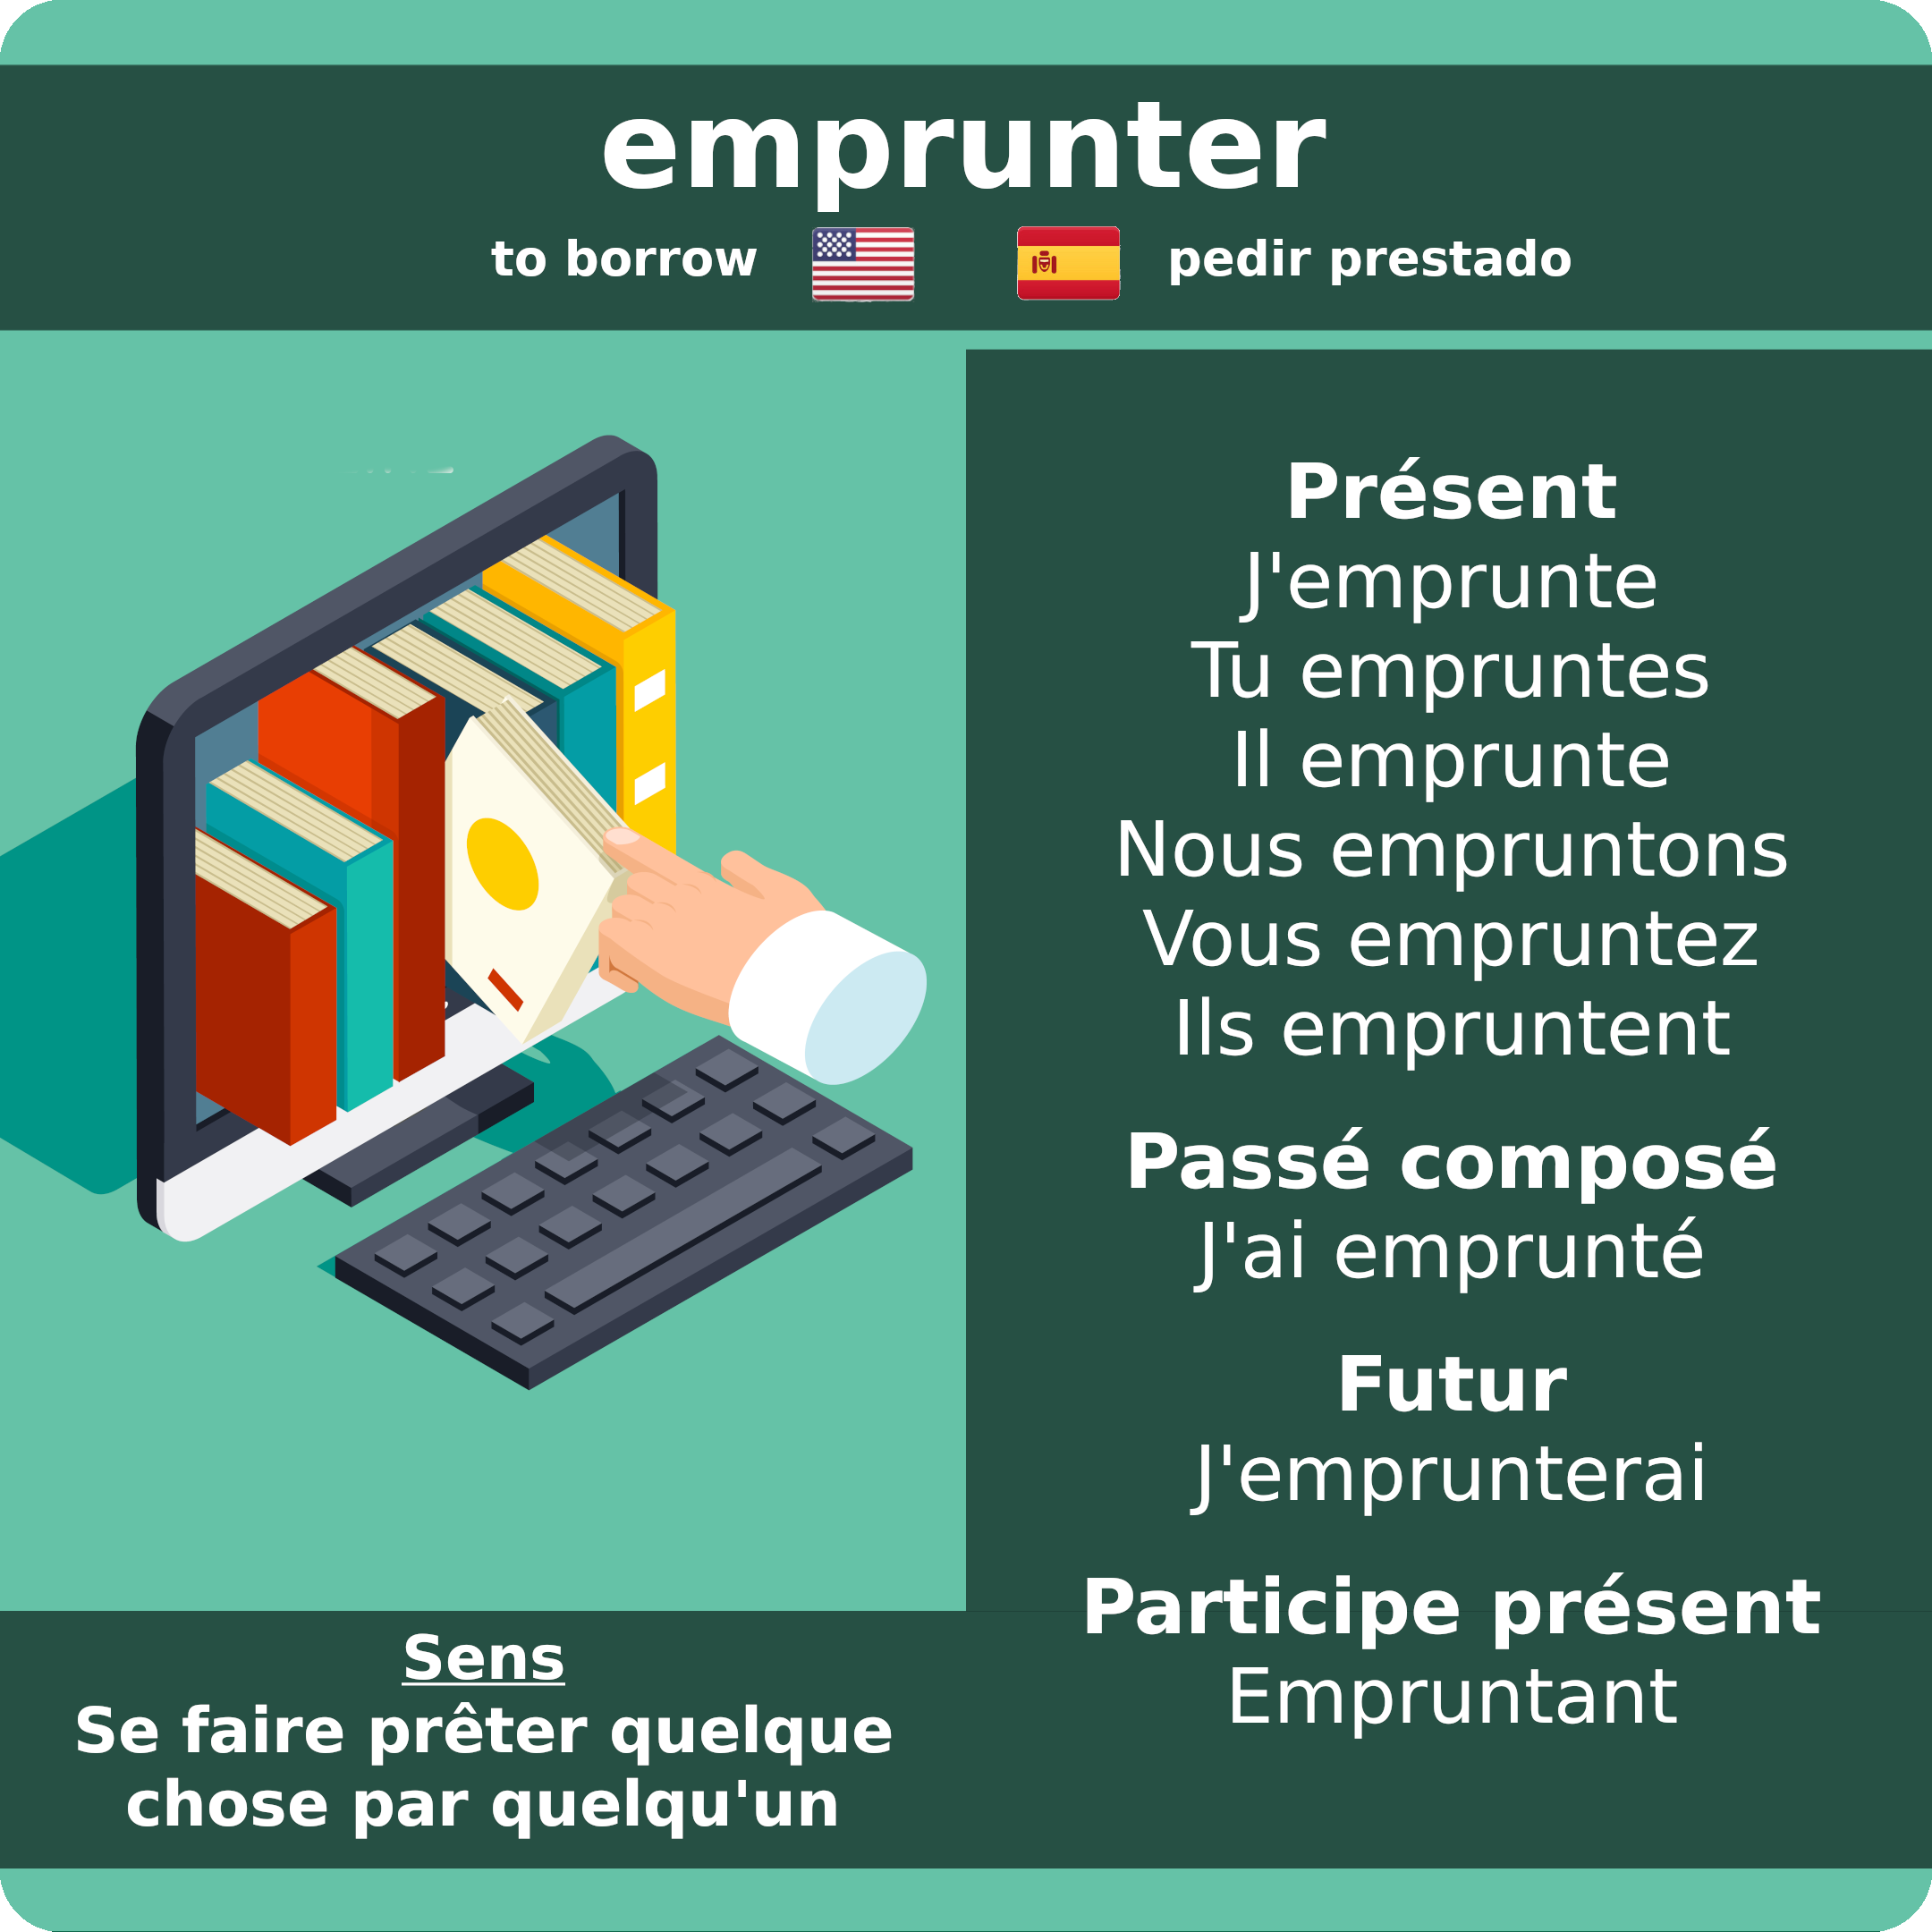 emprunter
to borrow pedir prestado
Présent
J'emprunte
Tu empruntes
Il emprunte
Nous empruntons
Vous empruntez
Ils empruntent
Passé composé
J'ai emprunté
Futur
J'emprunterai
Participe présent
Empruntant
Sens
Se faire prêter quelque
chose par quelqu'un